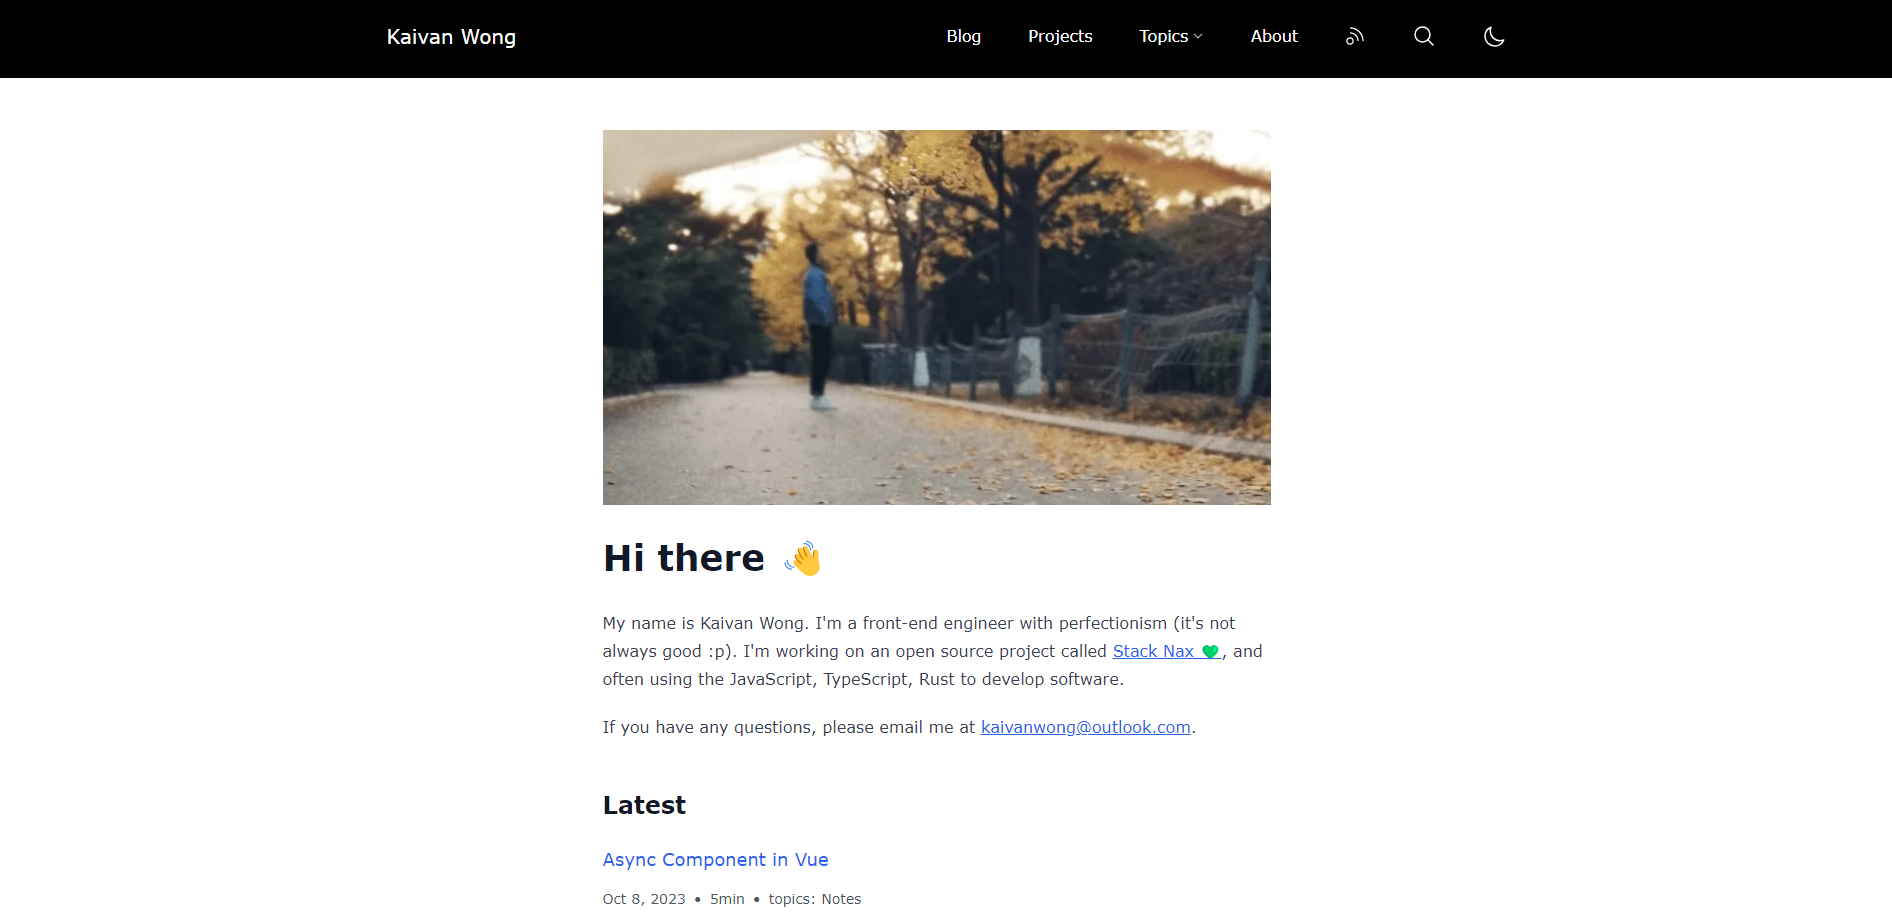 Kaivan Wong
Blog Projects Topics About
Hi there 👋
My name is Kaivan Wong. I'm a front-end engineer with perfectionism (it's not
always good :p). I'm working on an open source project called Stack Nax 💚, and
often using the JavaScript, TypeScript, Rust to develop software.
If you have any questions, please email me at kaivanwong@outlook.com.
Latest
Async Component in Vue
Oct 8, 2023 • 5min • topics: Notes